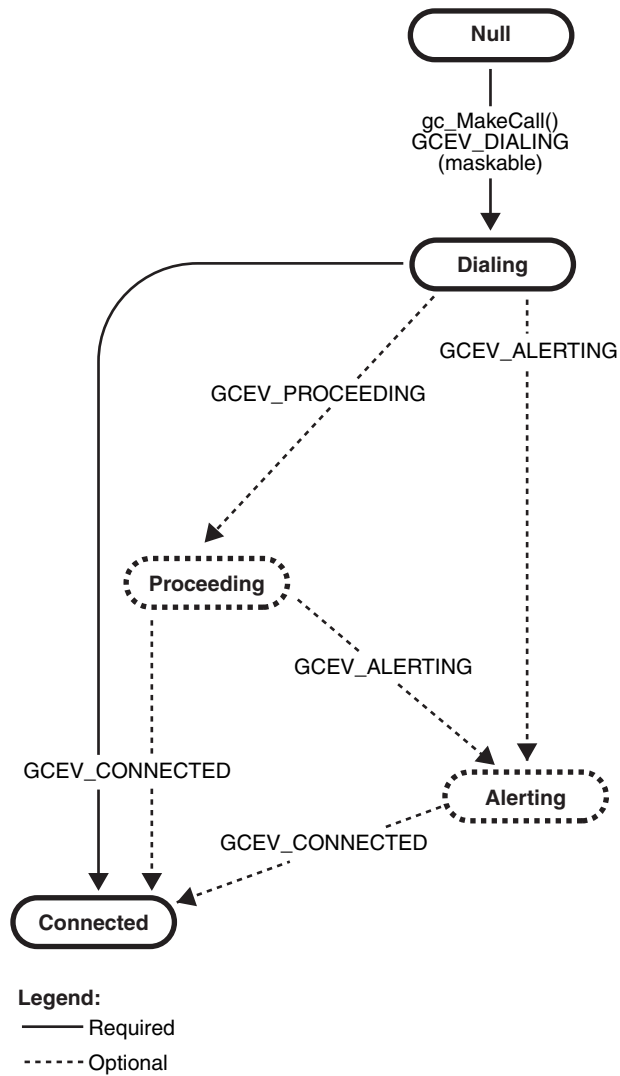 Null
gc_MakeCall()
GCEV_DIALING
(maskable)
Dialing
GCEV_ALERTING
GCEV_PROCEEDING
Proceeding
GCEV_ALERTING
GCEV_CONNECTED
Alerting
GCEV_CONNECTED
Connected
Legend:
Required
Optional